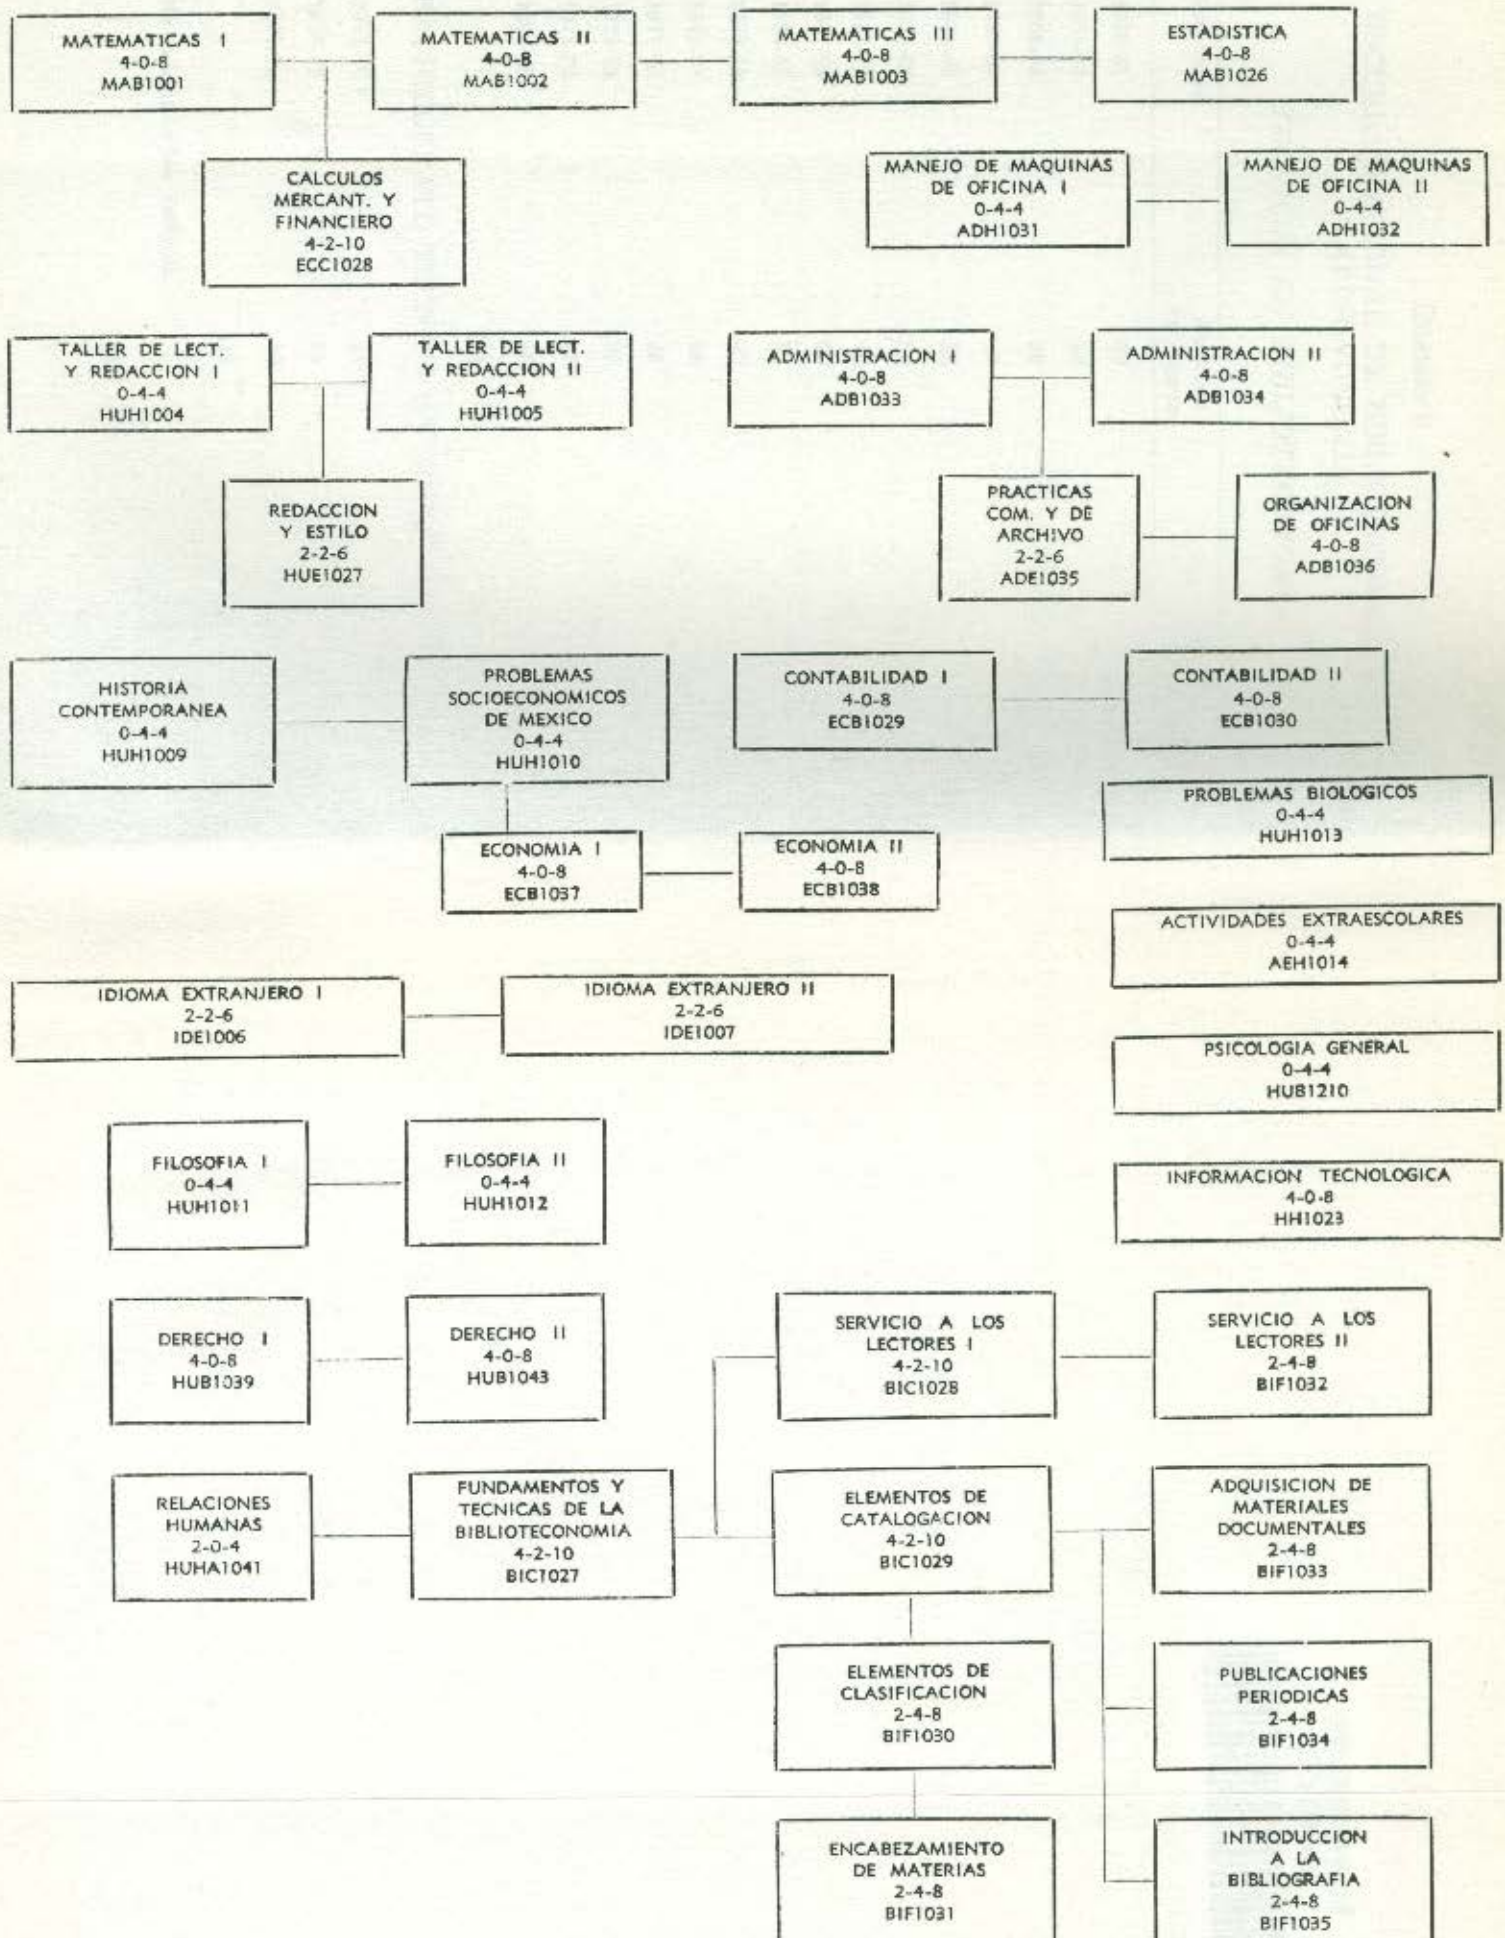 MATEMATICAS I
4-0-8
MAB1001
MATEMATICAS II
4-0-8
MAB1002
MATEMATICAS III
4-0-8
MAB1003
ESTADISTICA
4-0-8
MAB1026
CALCULOS
MERCANT. Y
FINANCIERO
4-2-10
ECC1028
MANEJO DE MAQUINAS
DE OFICINA I
0-4-4
ADH1031
MANEJO DE MAQUINAS
DE OFICINA II
0-4-4
ADH1032
TALLER DE LECT.
Y REDACCION I
0-4-4
HUH1004
TALLER DE LECT.
Y REDACCION II
0-4-4
HUH1005
ADMINISTRACION I
4-0-8
ADB1033
ADMINISTRACION II
4-0-8
ADB1034
REDACCION
Y ESTILO
2-2-6
HUE1027
PRACTICAS
COM. Y DE
ARCHIVO
2-2-6
ADE1035
ORGANIZACION
DE OFICINAS
4-0-8
ADB1036
HISTORIA
CONTEMPORANEA
0-4-4
HUH1009
PROBLEMAS
SOCIOECONOMICOS
DE MEXICO
0-4-4
HUH1010
CONTABILIDAD I
4-0-8
ECB1029
CONTABILIDAD II
4-0-8
ECB1030
PROBLEMAS BIOLOGICOS
0-4-4
HUH1013
ECONOMIA I
4-0-8
ECB1037
ECONOMIA II
4-0-8
ECB1038
ACTIVIDADES EXTRAESCOLARES
0-4-4
AEH1014
IDIOMA EXTRANJERO I
2-2-6
IDE1006
IDIOMA EXTRANJERO II
2-2-6
IDE1007
PSICOLOGIA GENERAL
0-4-4
HUB1210
FILOSOFIA I
0-4-4
HUH1011
FILOSOFIA II
0-4-4
HUH1012
INFORMACION TECNOLOGICA
4-0-8
HH1023
DERECHO I
4-0-8
HUB1039
DERECHO II
4-0-8
HUB1043
SERVICIO A LOS
LECTORES I
4-2-10
BIC1028
SERVICIO A LOS
LECTORES II
2-4-8
BIF1032
RELACIONES
HUMANAS
2-0-4
HUHA1041
FUNDAMENTOS Y
TECNICAS DE LA
BIBLIOTECONOMIA
4-2-10
BIC1027
ELEMENTOS DE
CATALOGACION
4-2-10
BIC1029
ADQUISICION DE
MATERIALES
DOCUMENTALES
2-4-8
BIF1033
ELEMENTOS DE
CLASIFICACION
2-4-8
BIF1030
PUBLICACIONES
PERIODICAS
2-4-8
BIF1034
ENCABEZAMIENTO
DE MATERIAS
2-4-8
BIF1031
INTRODUCCION
A LA
BIBLIOGRAFIA
2-4-8
BIF1035